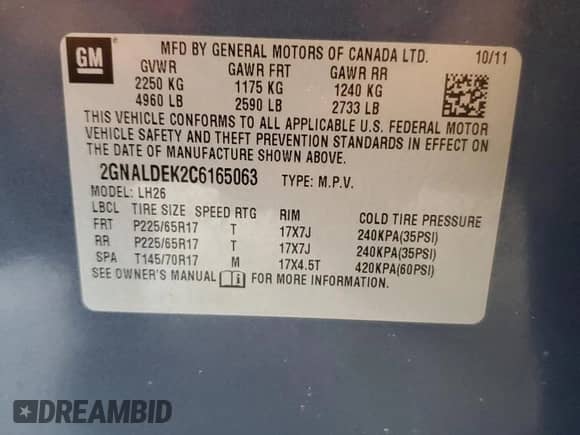 GM
MFD BY GENERAL MOTORS OF CANADA LTD. 10/11
GVWR GAWR FRT GAWR RR
2250 KG 1175 KG 1240 KG
4960 LB 2590 LB 2733 LB
THIS VEHICLE CONFORMS TO ALL APPLICABLE U.S. FEDERAL MOTOR
VEHICLE SAFETY AND THEFT PREVENTION STANDARDS IN EFFECT ON
THE DATE OF MANUFACTURE SHOWN ABOVE.
2GNALDEK2C6165063 TYPE: M.P.V.
MODEL: LH26
LBCL TIRE SIZE SPEED RTG RIM COLD TIRE PRESSURE
FRT P225/65R17 T 17X7J 240KPA(35PSI)
RR P225/65R17 T 17X7J 240KPA(35PSI)
SPA T145/70R17 M 17X4.5T 420KPA(60PSI)
SEE OWNER'S MANUAL FOR MORE INFORMATION.
DREAMBID